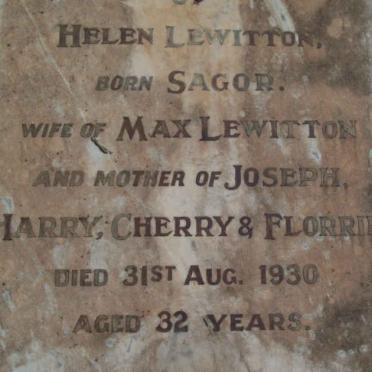 HELEN LEWITTON,
BORN SAGOR.
WIFE OF MAX LEWITTON
AND MOTHER OF JOSEPH,
HARRY, CHERRY & FLORRIE
DIED 31ST AUG. 1930
AGED 32 YEARS.